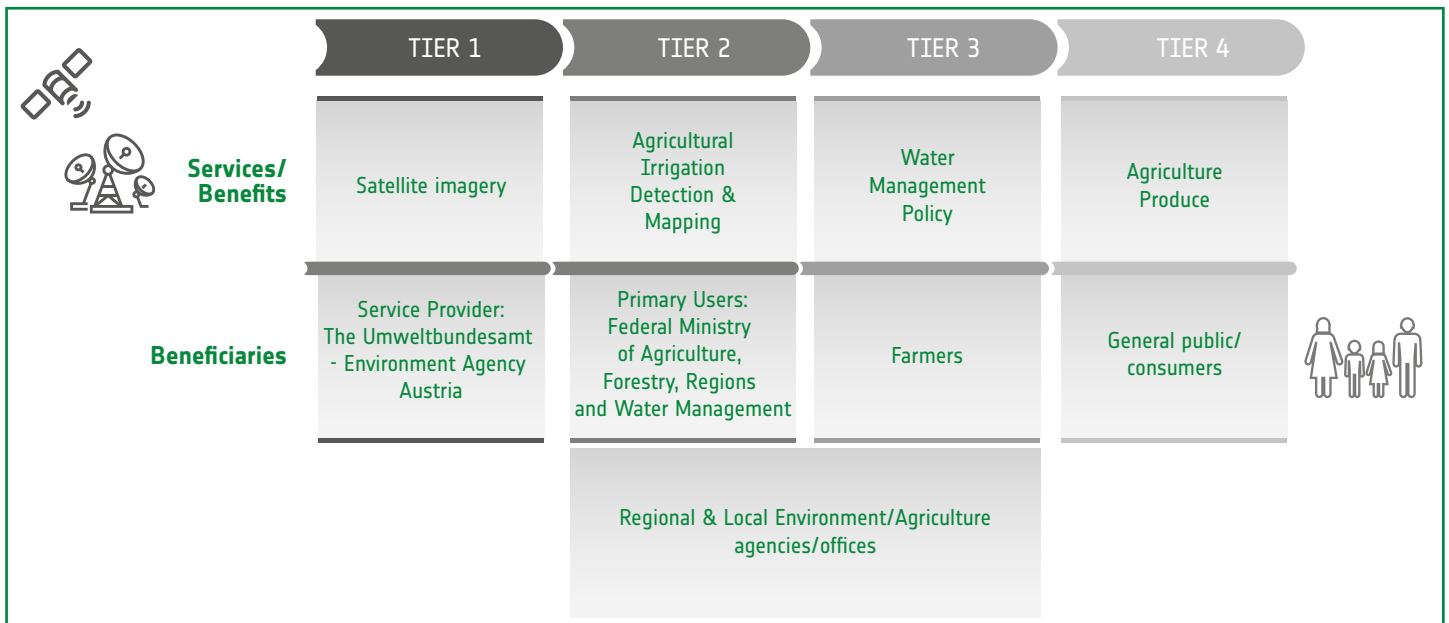 TIER 1
TIER 2
TIER 3
TIER 4
Services/
Benefits
Satellite imagery
Agricultural
Irrigation
Detection &
Mapping
Water
Management
Policy
Agriculture
Produce
Beneficiaries
Service Provider:
The Umweltbundesamt
- Environment Agency
Austria
Primary Users:
Federal Ministry
of Agriculture,
Forestry, Regions
and Water Management
Farmers
General public/
consumers
Regional & Local Environment/Agriculture
agencies/offices